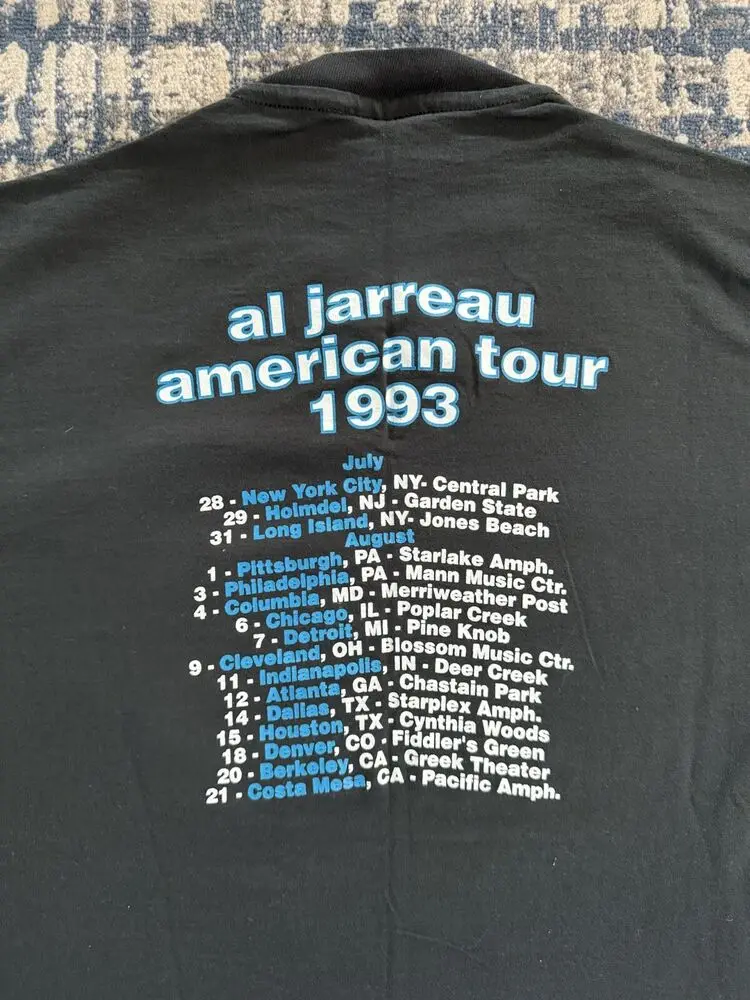 al jarreau
american tour
1993
July
28 - New York City, NY- Central Park
29 - Holmdel, NJ - Garden State
31 - Long Island, NY- Jones Beach
August
1 - Pittsburgh, PA - Starlake Amph.
3 - Philadelphia, PA - Mann Music Ctr.
4 - Columbia, MD - Merriweather Post
6 - Chicago, IL - Poplar Creek
7 - Detroit, MI - Pine Knob
9 - Cleveland, OH - Blossom Music Ctr.
11 - Indianapolis, IN - Deer Creek
12 - Atlanta, GA - Chastain Park
14 - Dallas, TX - Starplex Amph.
15 - Houston, TX - Cynthia Woods
18 - Denver, CO - Fiddler's Green
20 - Berkeley, CA - Greek Theater
21 - Costa Mesa, CA - Pacific Amph.